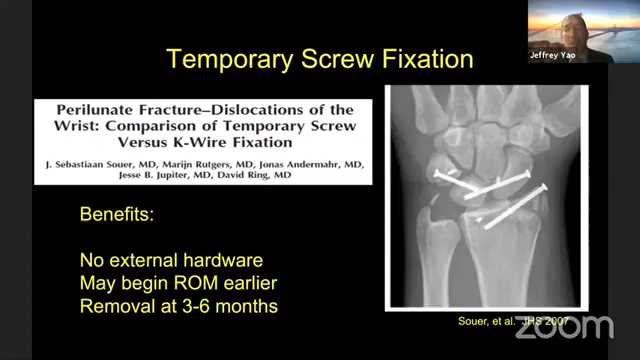 Jeffrey Yao
Temporary Screw Fixation
Perilunate Fracture–Dislocations of the
Wrist: Comparison of Temporary Screw
Versus K-Wire Fixation
J. Sebastiaan Souer, MD, Marijn Rutgers, MD, Jonas Andermahr, MD,
Jesse B. Jupiter, MD, David Ring, MD
Benefits:
No external hardware
May begin ROM earlier
Removal at 3-6 months
Souer, et al. JHS 2007
zoom